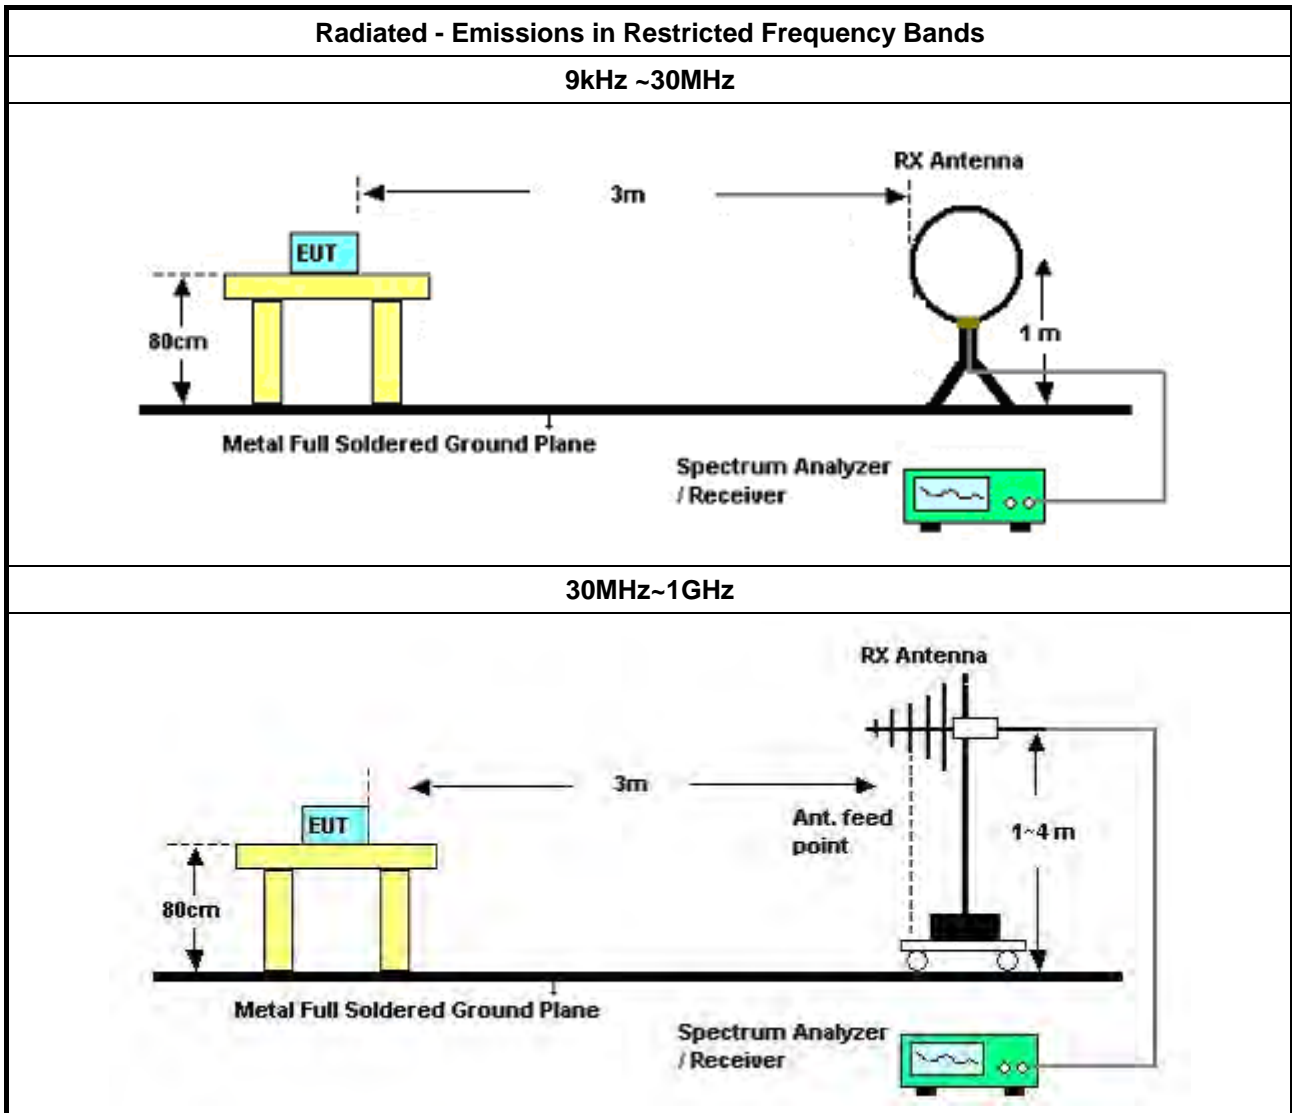 Radiated - Emissions in Restricted Frequency Bands
9kHz ~30MHz
RX Antenna
3m
EUT
80cm
1 m
Metal Full Soldered Ground Plane
Spectrum Analyzer
/ Receiver
30MHz~1GHz
RX Antenna
3m
Ant. feed
point
EUT
1~4 m
80cm
Metal Full Soldered Ground Plane
Spectrum Analyzer
/ Receiver